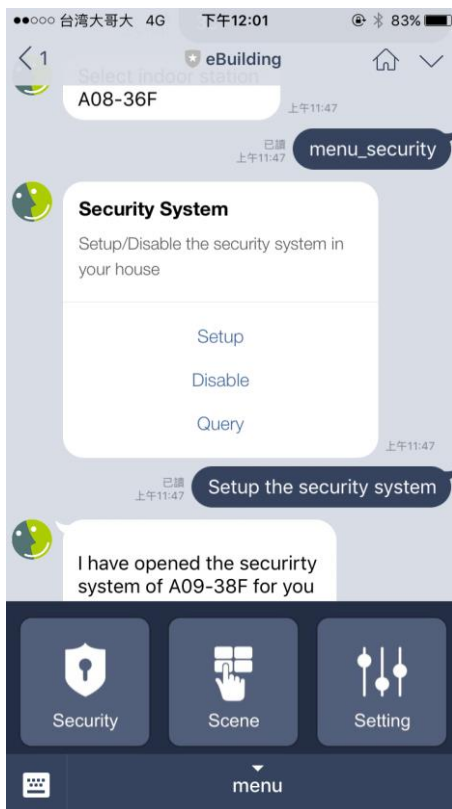 台湾大哥大 4G 下午12:01 83%
1 eBuilding
Select indoor station
A08-36F
上午11:47
已讀
上午11:47
menu_security
Security System
Setup/Disable the security system in
your house
Setup
Disable
Query
上午11:47
已讀
上午11:47
Setup the security system
I have opened the securirty
system of A09-38F for you
Security Scene Setting
menu